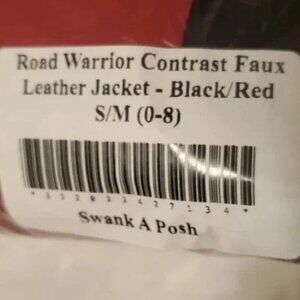 Road Warrior Contrast Faux
Leather Jacket - Black/Red
S/M (0-8)
Swank A Posh